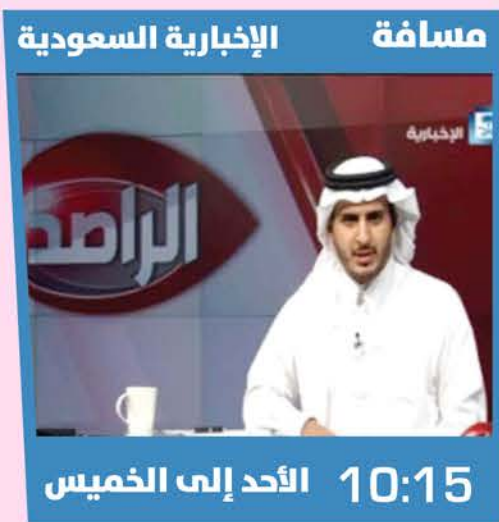 مسافة الإخبارية السعودية
الإخبارية
الراصد
10:15 الأحد إلى الخميس